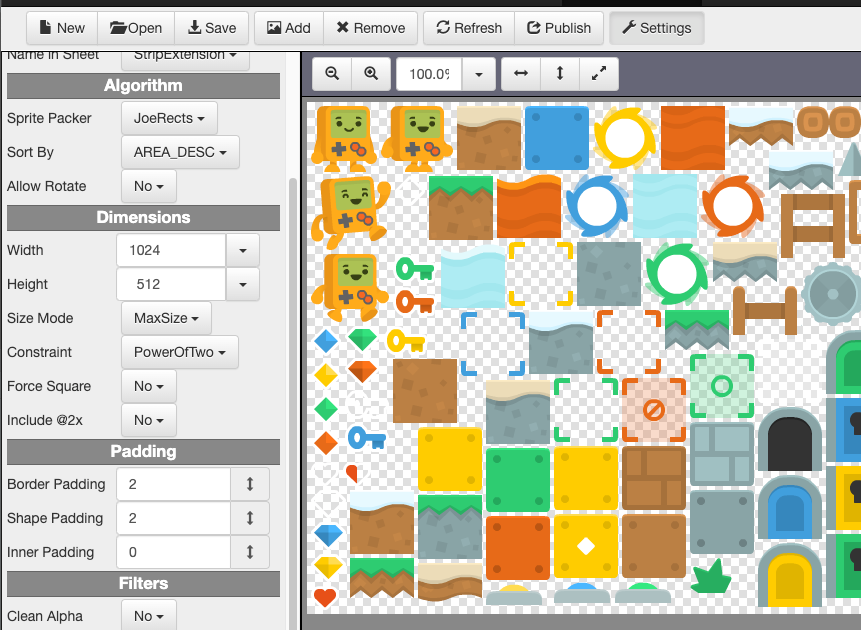 New Open Save Add Remove Refresh Publish Settings
Name in Sheet StripExtension
Algorithm
Sprite Packer JoeRects
Sort By AREA_DESC
Allow Rotate No
Dimensions
Width 1024
Height 512
Size Mode MaxSize
Constraint PowerOfTwo
Force Square No
Include @2x No
Padding
Border Padding 2
Shape Padding 2
Inner Padding 0
Filters
Clean Alpha No
100.0%